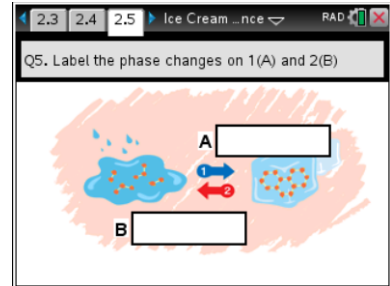 2.3 2.4 2.5 Ice Cream ...nce RAD
Q5. Label the phase changes on 1(A) and 2(B)
A
1
2
B